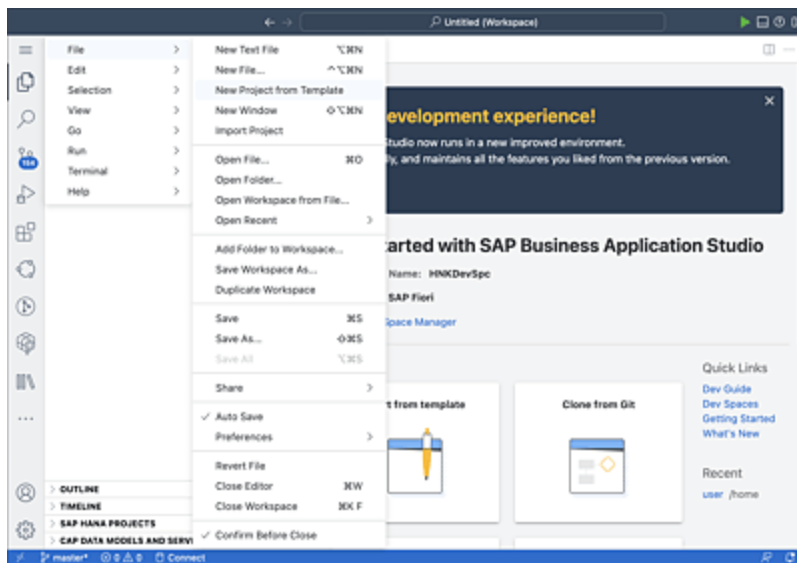 Untitled (Workspace)
File
Edit
Selection
View
Go
Run
Terminal
Help
New Text File ⌥⌘N
New File... ^⌥⌘N
New Project from Template
New Window ⇧⌥⌘N
Import Project
Open File... ⌘O
Open Folder...
Open Workspace from File...
Open Recent
Add Folder to Workspace...
Save Workspace As...
Duplicate Workspace
Save ⌘S
Save As... ⇧⌘S
Save All ⌥⌘S
Share
Auto Save
Preferences
Revert File
Close Editor ⌘W
Close Workspace ⌘K F
Confirm Before Close
evelopment experience!
Studio now runs in a new improved environment.
ly, and maintains all the features you liked from the previous version.
arted with SAP Business Application Studio
Name: HNKDevSpc
SAP Fiori
Space Manager
t from template
Clone from Git
Quick Links
Dev Guide
Dev Spaces
Getting Started
What's New
Recent
user /home
OUTLINE
TIMELINE
SAP HANA PROJECTS
CAP DATA MODELS AND SERVI
master* 0 0 Connect